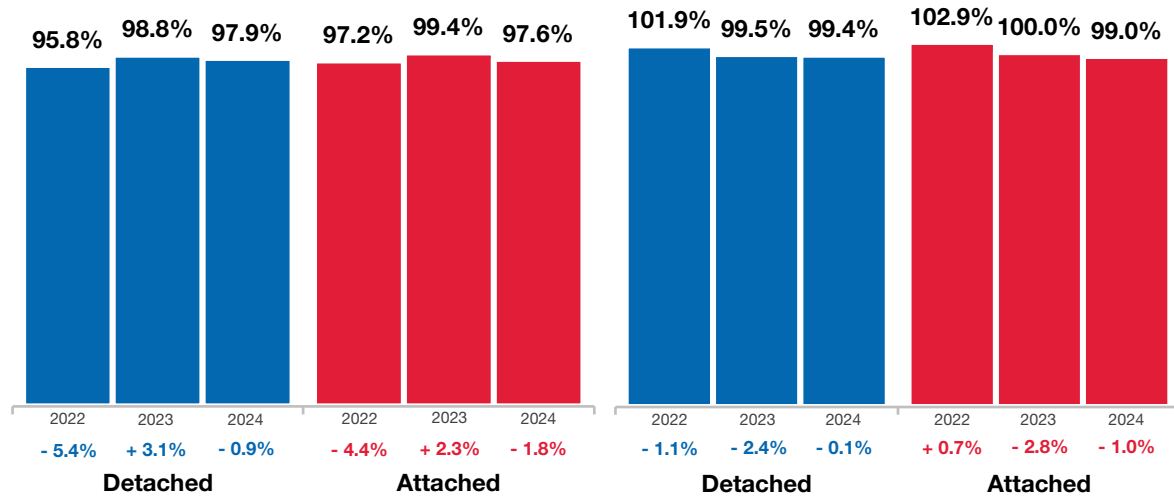 95.8% 98.8% 97.9% 97.2% 99.4% 97.6%
2022 2023 2024 2022 2023 2024
- 5.4% + 3.1% - 0.9% - 4.4% + 2.3% - 1.8%
Detached Attached
101.9% 99.5% 99.4% 102.9% 100.0% 99.0%
2022 2023 2024 2022 2023 2024
- 1.1% - 2.4% - 0.1% + 0.7% - 2.8% - 1.0%
Detached Attached